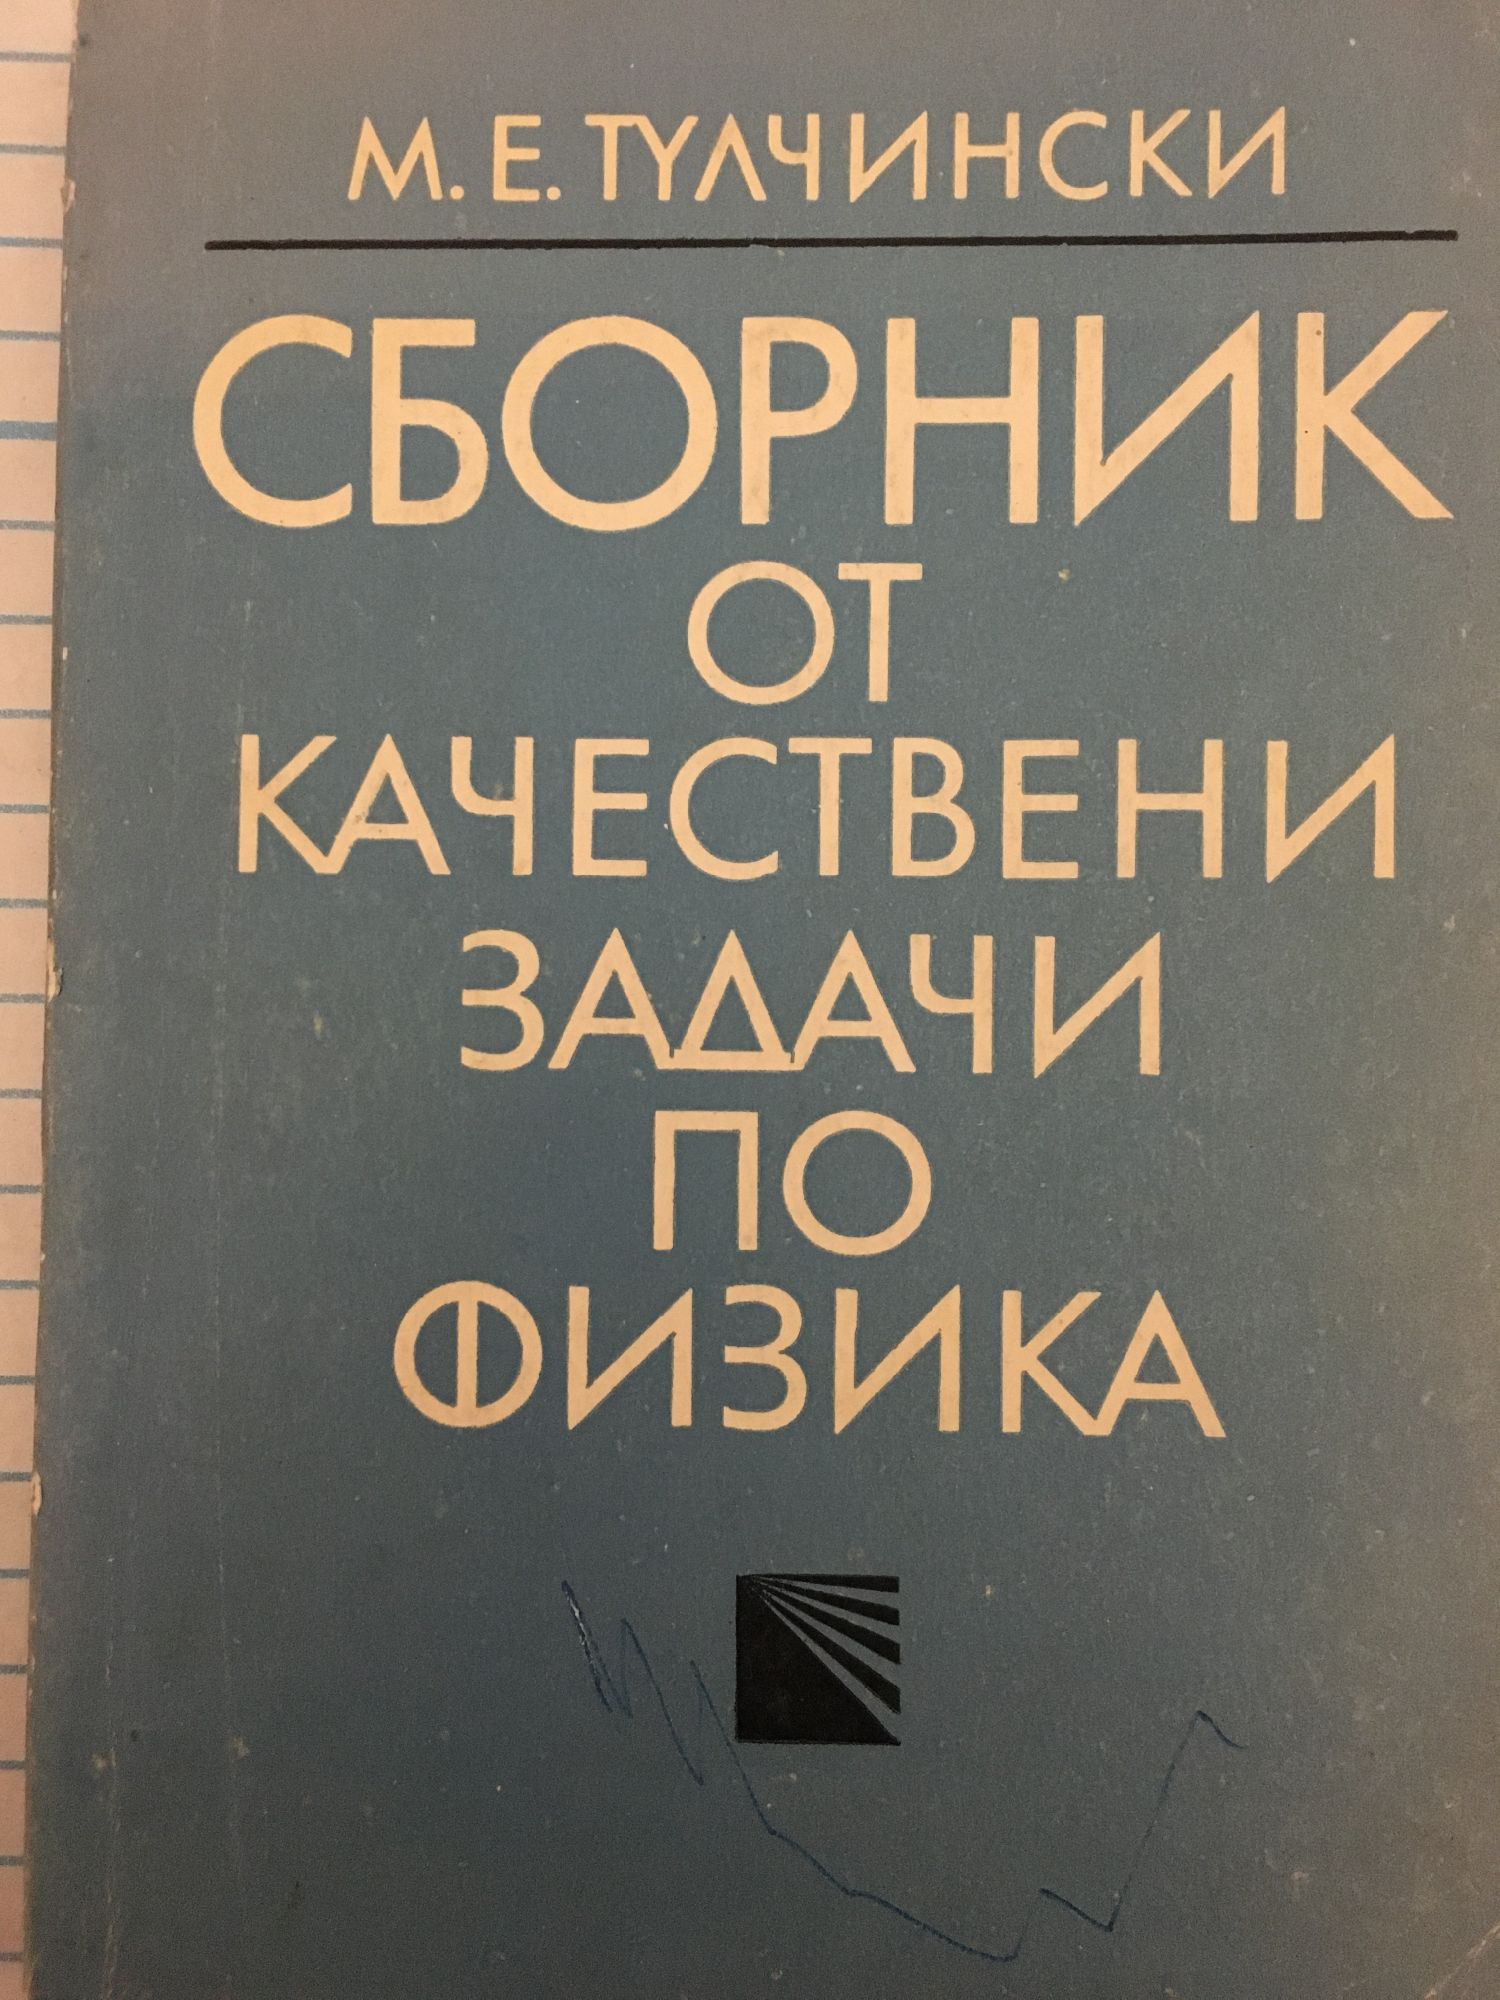 М. Е. ТУЛЧИНСКИ
СБОРНИК
ОТ
КАЧЕСТВЕНИ
ЗАДАЧИ
ПО
ФИЗИКА